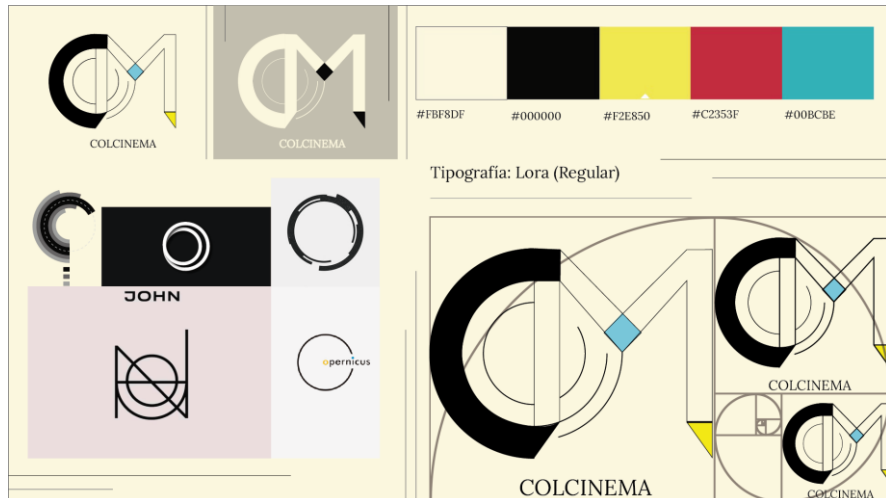 COLCINEMA
COLCINEMA
#FBF8DF
#000000
#F2E850
#C2353F
#00BCBE
Tipografía: Lora (Regular)
JOHN
opernicus
COLCINEMA
COLCINEMA
COLCINEMA